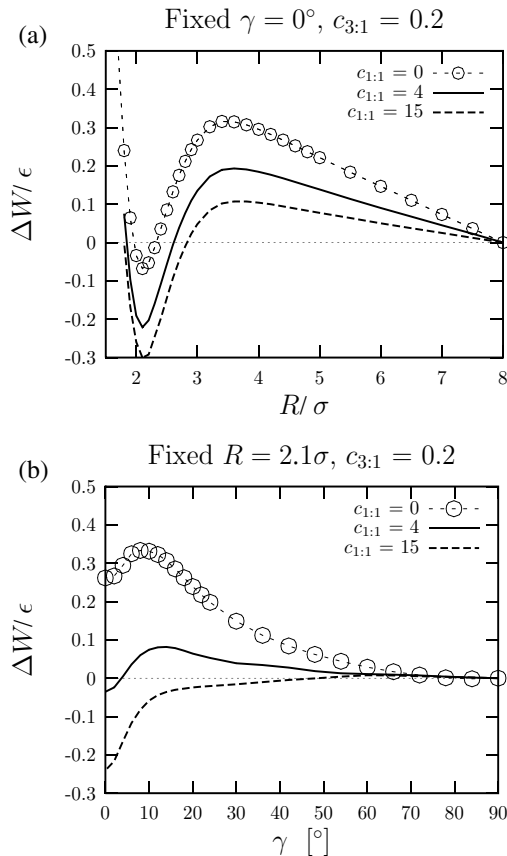 (a)
Fixed γ = 0°, c3:1 = 0.2
c1:1 = 0
c1:1 = 4
c1:1 = 15
0.5
0.4
0.3
0.2
0.1
0
-0.1
-0.2
-0.3
ΔW/ϵ
2 3 4 5 6 7 8
R/σ
(b)
Fixed R = 2.1σ, c3:1 = 0.2
c1:1 = 0
c1:1 = 4
c1:1 = 15
0.5
0.4
0.3
0.2
0.1
0
-0.1
-0.2
-0.3
ΔW/ϵ
0 10 20 30 40 50 60 70 80 90
γ [°]